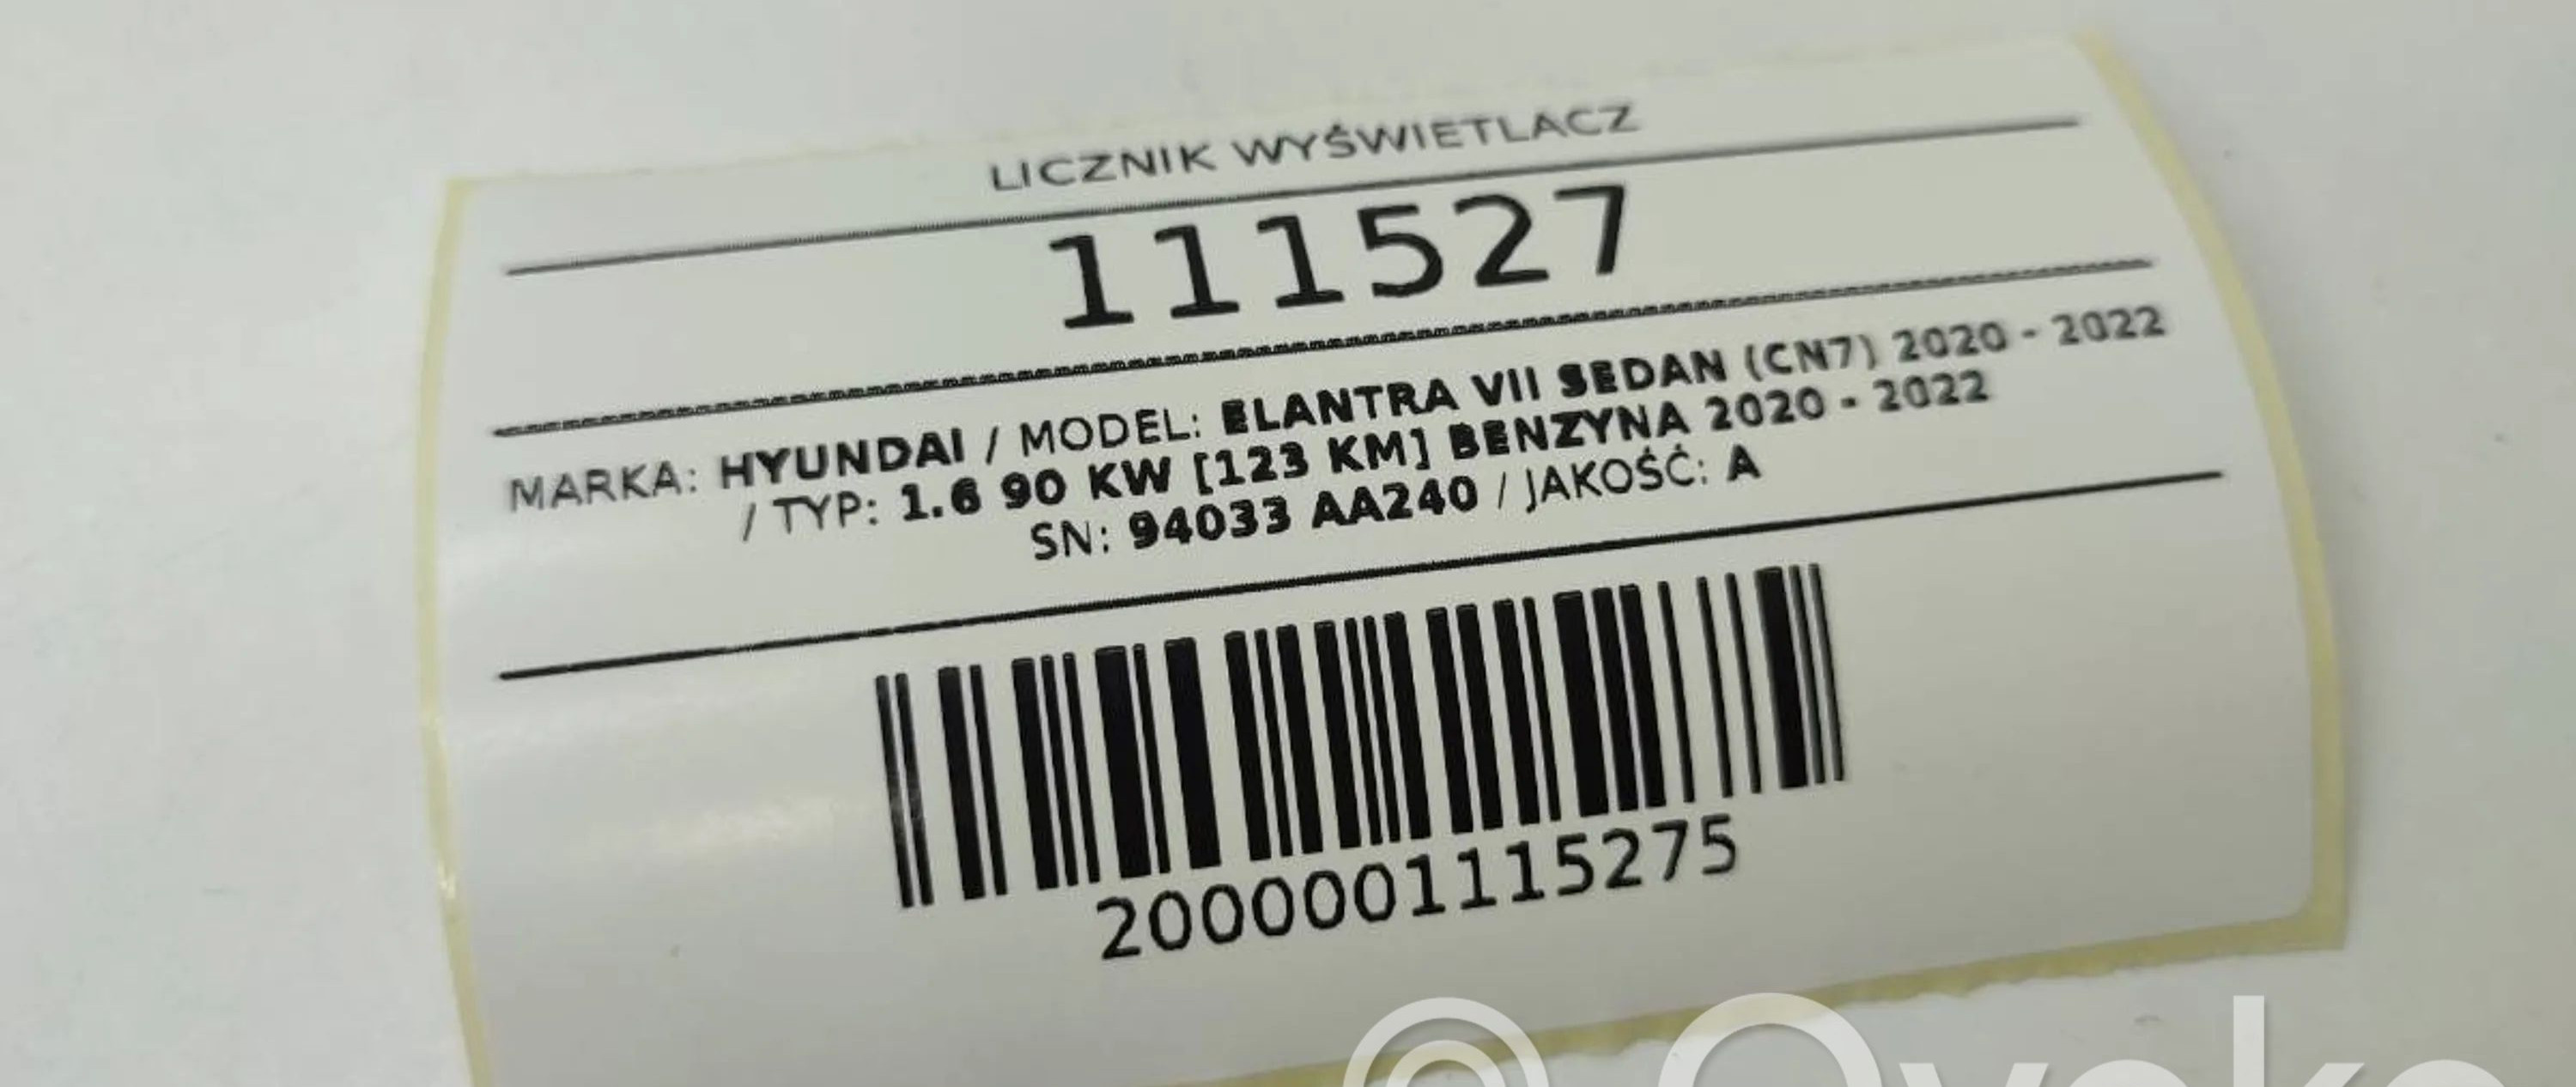 LICZNIK WYŚWIETLACZ
111527
MARKA: HYUNDAI / MODEL: ELANTRA VII SEDAN (CN7) 2020 - 2022
/ TYP: 1.6 90 KW [123 KM] BENZYNA 2020 - 2022
SN: 94033 AA240 / JAKOŚĆ: A
2000001115275